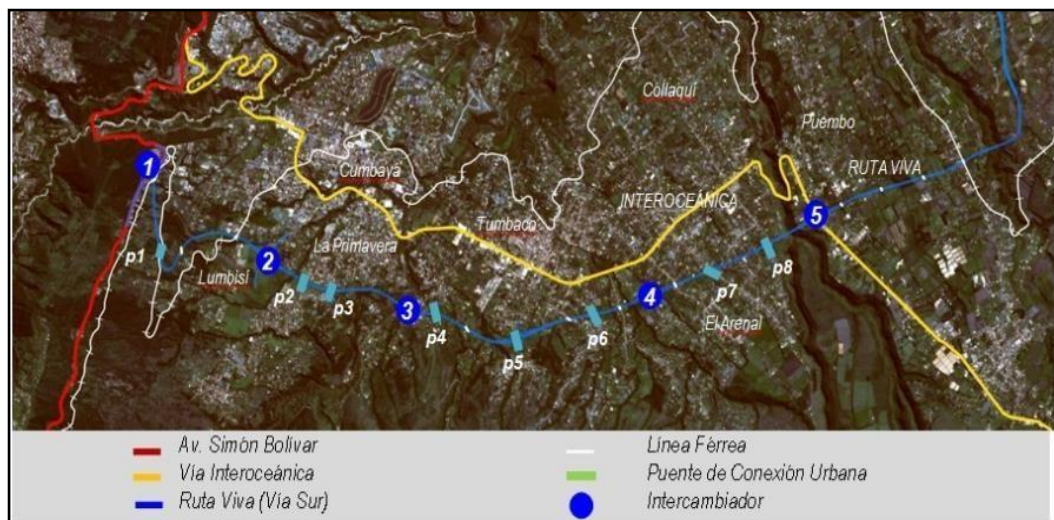 Collaquí
Puembo
1
Cumbaya
RUTA VIVA
INTEROCEÁNICA
5
Tumbaco
La Primavera
p1
2
p8
Lumbisí
p2
p3
4
p7
3
p4
p6
El Arenal
p5
Av. Simón Bolivar
Línea Férrea
Vía Interoceánica
Puente de Conexión Urbana
Ruta Viva (Vía Sur)
Intercambiador